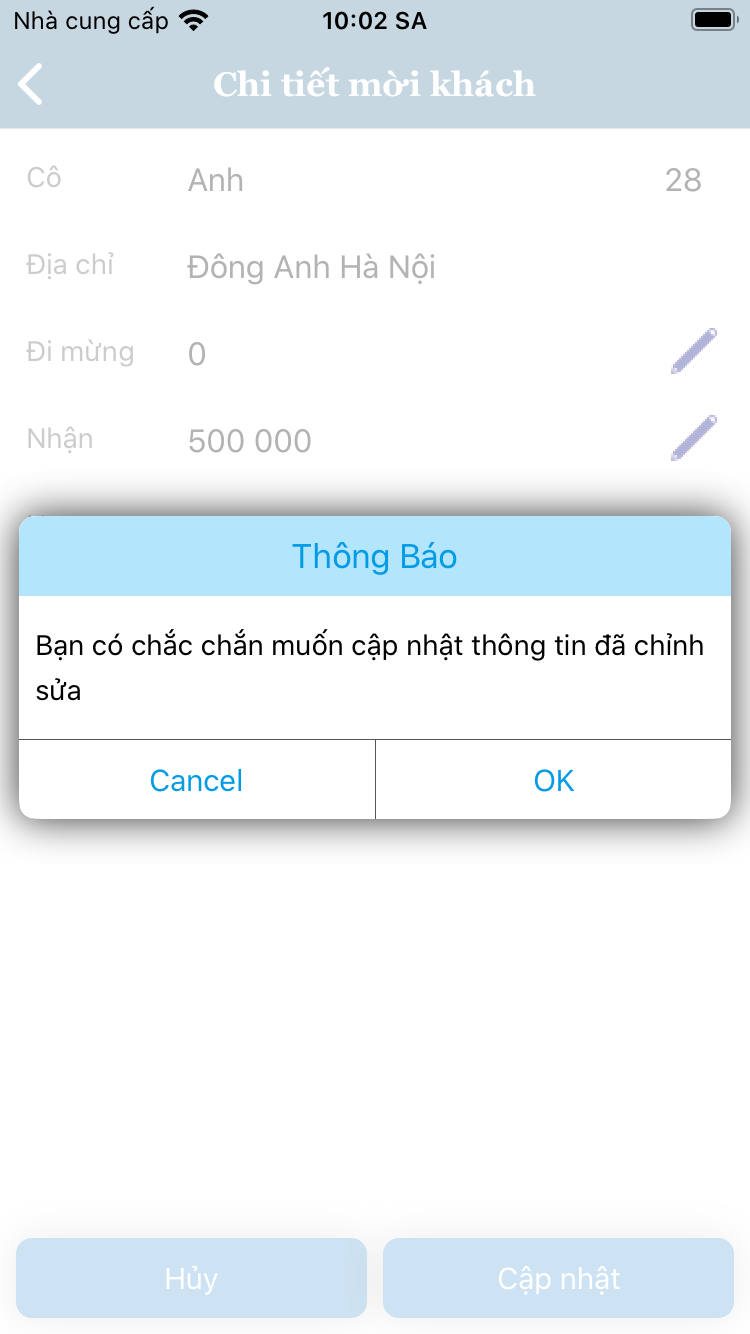 Nhà cung cấp 10:02 SA
Chi tiết mời khách
Cô Anh 28
Địa chỉ Đông Anh Hà Nội
Đi mừng 0
Nhận 500 000
Thông Báo
Bạn có chắc chắn muốn cập nhật thông tin đã chỉnh
sửa
Cancel OK
Hủy Cập nhật